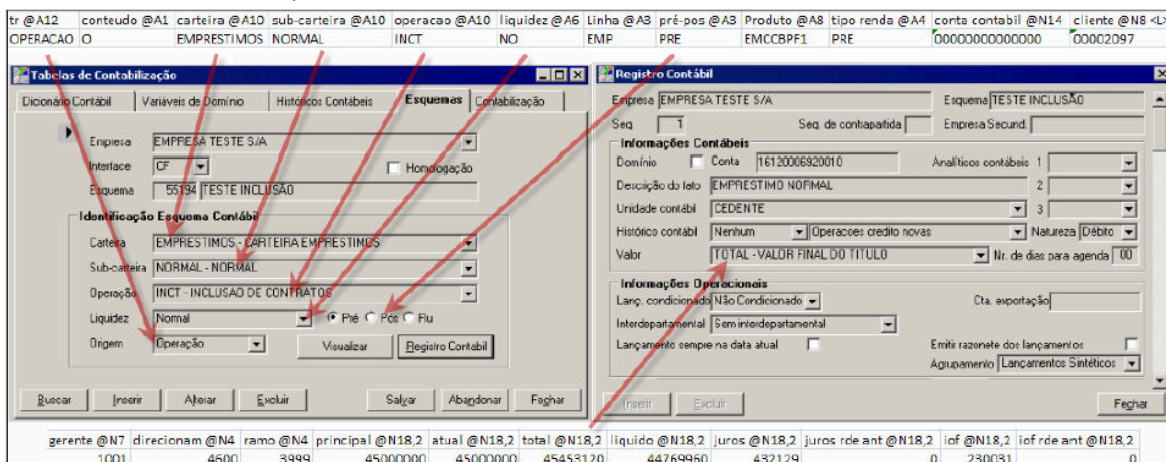 tr @A12 conteudo @A1 carteira @A10 sub-carteira @A10 operacao @A10 liquidez @A6 Linha @A3 pré-pos @A3 Produto @A8 tipo renda @A4 conta contabil @N14 cliente @N8 <L>
OPERACAO O EMPRESTIMOS NORMAL INCT NO EMP PRE EMCCBPF1 PRE 00000000000000 00002097
Tabelas de Contabilização
Dicionário Contábil Variáveis de Domínio Históricos Contábeis Esquemas Contabilização
Empresa EMPRESA TESTE S/A
Interface CF Homologação
Esquema 55194 TESTE INCLUSÃO
Identificação Esquema Contábil
Carteira EMPRESTIMOS - CARTEIRA EMPRESTIMOS
Sub-carteira NORMAL - NORMAL
Operação INCT - INCLUSAO DE CONTRATOS
Liquidez Normal Pré Pós Flu
Origem Operação Visualizar Registro Contabil
Buscar Inserir Alterar Excluir Salvar Abandonar Fechar
Registro Contábil
Empresa EMPRESA TESTE S/A Esquema TESTE INCLUSÃO
Seq 1 Seq. de contrapartida Empresa Secund.
Informações Contábeis
Domínio Conta 16120006920010 Analíticos contábeis 1
Descrição do fato EMPRESTIMO NORMAL 2
Unidade contábil CEDENTE 3
Histórico contábil Nenhum Operacoes credito novas Natureza Débito
Valor TOTAL - VALOR FINAL DO TITULO Nr. de dias para agenda 00
Informações Operacionais
Lanç. condicionado Não Condicionado Cta. exportação
Interdepartamental Sem interdepartamental
Lançamento sempre na data atual Emitir razonete dos lançamentos
Agrupamento Lançamentos Sintéticos
Inserir Excluir Fechar
gerente @N7 direcionam @N4 ramo @N4 principal @N18,2 atual @N18,2 total @N18,2 liquido @N18,2 juros @N18,2 juros rde ant @N18,2 iof @N18,2 iof rde ant @N18,2
1001 4600 3999 45000000 45000000 45453120 44769960 432129 0 230031 0